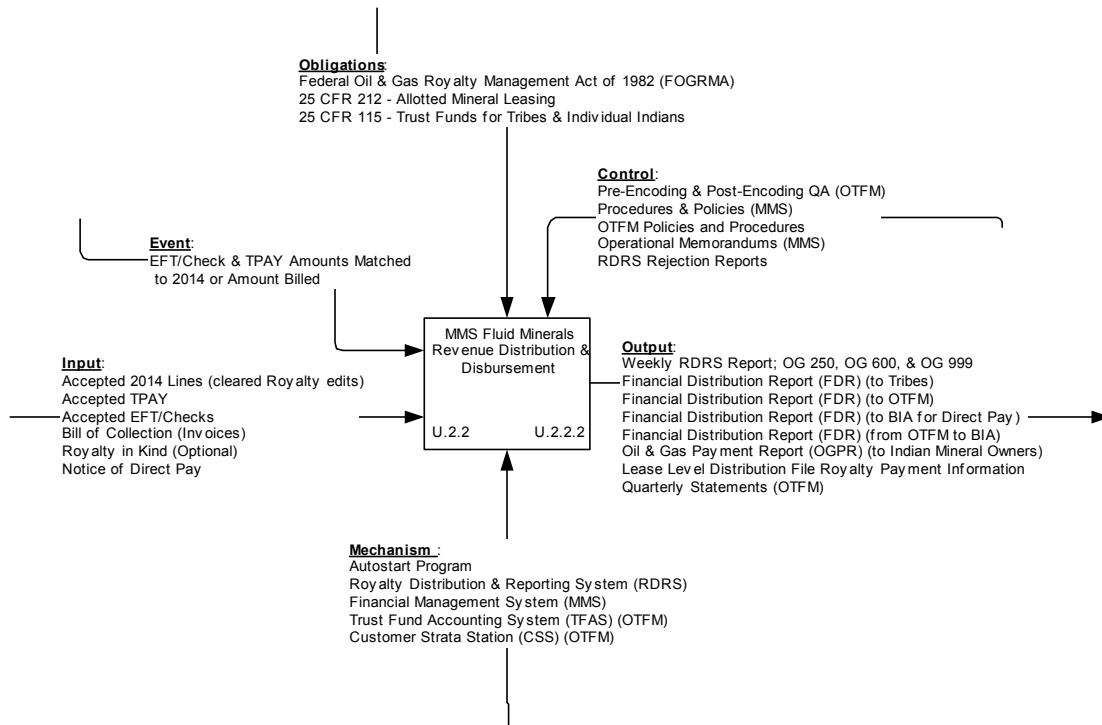 Obligations:
Federal Oil & Gas Royalty Management Act of 1982 (FOGRMA)
25 CFR 212 - Allotted Mineral Leasing
25 CFR 115 - Trust Funds for Tribes & Individual Indians
Control:
Pre-Encoding & Post-Encoding QA (OTFM)
Procedures & Policies (MMS)
OTFM Policies and Procedures
Operational Memorandums (MMS)
RDRS Rejection Reports
Event:
EFT/Check & TPAY Amounts Matched
to 2014 or Amount Billed
MMS Fluid Minerals
Revenue Distribution &
Disbursement
U.2.2 U.2.2.2
Input:
Accepted 2014 Lines (cleared Royalty edits)
Accepted TPAY
Accepted EFT/Checks
Bill of Collection (Invoices)
Royalty in Kind (Optional)
Notice of Direct Pay
Output:
Weekly RDRS Report; OG 250, OG 600, & OG 999
Financial Distribution Report (FDR) (to Tribes)
Financial Distribution Report (FDR) (to OTFM)
Financial Distribution Report (FDR) (to BIA for Direct Pay)
Financial Distribution Report (FDR) (from OTFM to BIA)
Oil & Gas Payment Report (OGPR) (to Indian Mineral Owners)
Lease Level Distribution File Royalty Payment Information
Quarterly Statements (OTFM)
Mechanism :
Autostart Program
Royalty Distribution & Reporting System (RDRS)
Financial Management System (MMS)
Trust Fund Accounting System (TFAS) (OTFM)
Customer Strata Station (CSS) (OTFM)